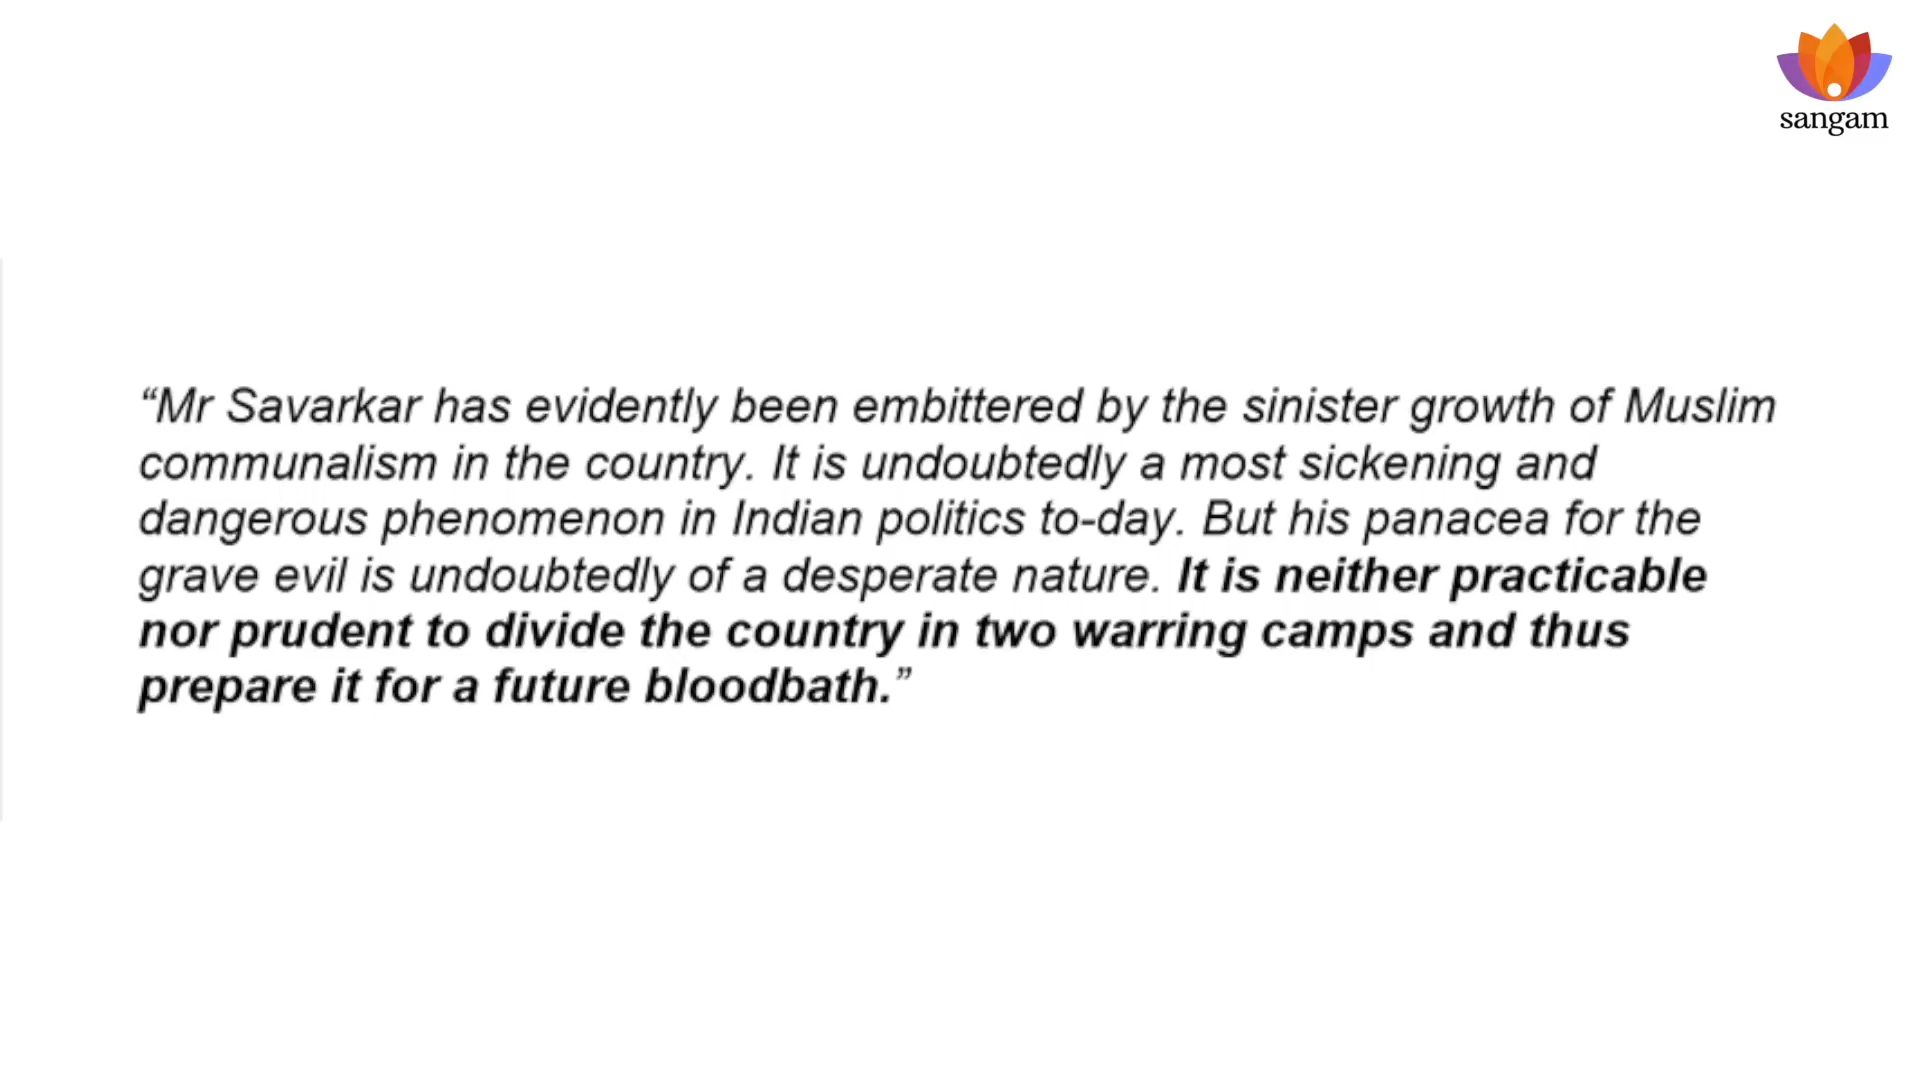 sangam
“Mr Savarkar has evidently been embittered by the sinister growth of Muslim
communalism in the country. It is undoubtedly a most sickening and
dangerous phenomenon in Indian politics to-day. But his panacea for the
grave evil is undoubtedly of a desperate nature. It is neither practicable
nor prudent to divide the country in two warring camps and thus
prepare it for a future bloodbath.”